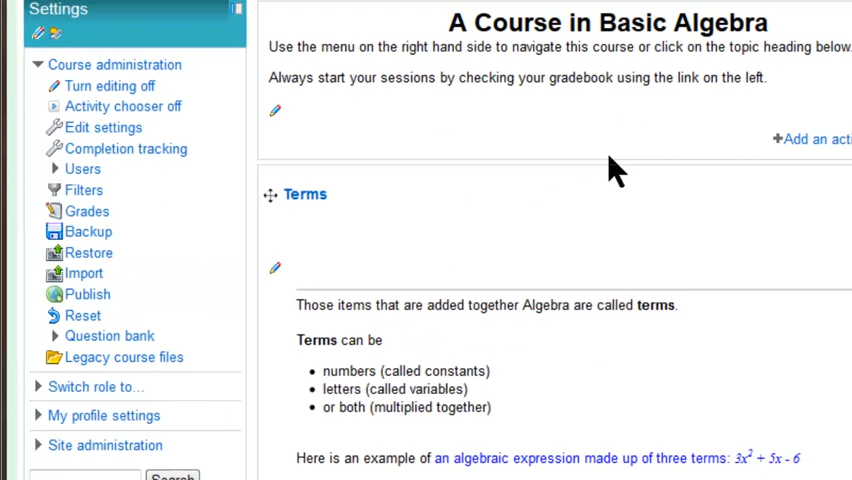 Settings
Course administration
Turn editing off
Activity chooser off
Edit settings
Completion tracking
Users
Filters
Grades
Backup
Restore
Import
Publish
Reset
Question bank
Legacy course files
Switch role to...
My profile settings
Site administration
Search
A Course in Basic Algebra
Use the menu on the right hand side to navigate this course or click on the topic heading below.
Always start your sessions by checking your gradebook using the link on the left.
Add an acti
Terms
Those items that are added together Algebra are called terms.
Terms can be
numbers (called constants)
letters (called variables)
or both (multiplied together)
Here is an example of an algebraic expression made up of three terms: 3x² + 5x - 6